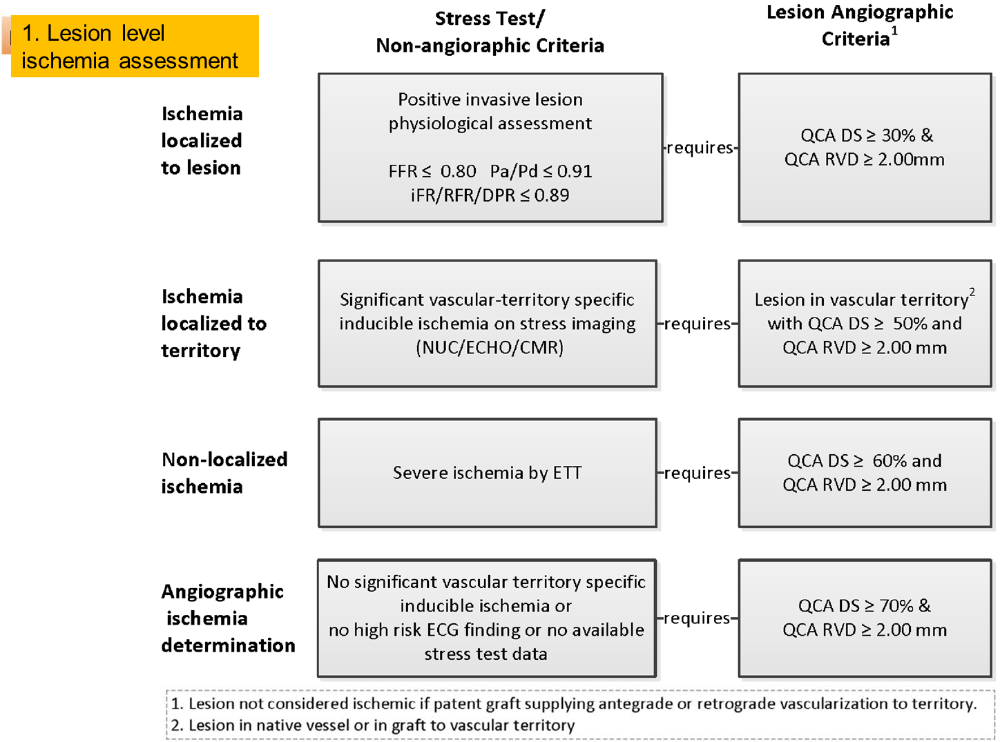 1. Lesion level
ischemia assessment
Stress Test/
Non-angioraphic Criteria
Lesion Angiographic
Criteria1
Ischemia
localized
to lesion
Positive invasive lesion
physiological assessment
FFR ≤ 0.80 Pa/Pd ≤ 0.91
iFR/RFR/DPR ≤ 0.89
requires
QCA DS ≥ 30% &
QCA RVD ≥ 2.00mm
Ischemia
localized to
territory
Significant vascular-territory specific
inducible ischemia on stress imaging
(NUC/ECHO/CMR)
requires
Lesion in vascular territory2
with QCA DS ≥ 50% and
QCA RVD ≥ 2.00 mm
Non-localized
ischemia
Severe ischemia by ETT
requires
QCA DS ≥ 60% and
QCA RVD ≥ 2.00 mm
Angiographic
ischemia
determination
No significant vascular territory specific
inducible ischemia or
no high risk ECG finding or no available
stress test data
requires
QCA DS ≥ 70% &
QCA RVD ≥ 2.00 mm
1. Lesion not considered ischemic if patent graft supplying antegrade or retrograde vascularization to territory.
2. Lesion in native vessel or in graft to vascular territory